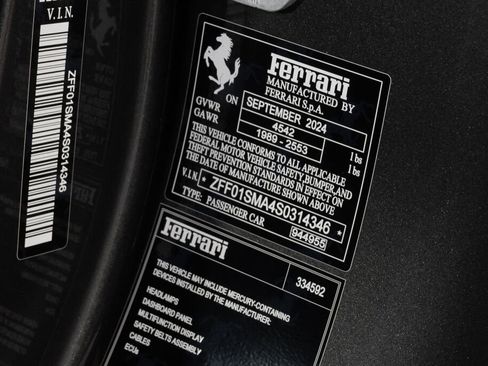 V.I.N.
ZFF01SMA4S0314346
Ferrari
MANUFACTURED BY
FERRARI S.p.A.
ON SEPTEMBER 2024
GVWR 4542 lbs
GAWR 1989 - 2553 lbs
THIS VEHICLE CONFORMS TO ALL APPLICABLE
FEDERAL MOTOR VEHICLE SAFETY, BUMPER, AND
THEFT PREVENTION STANDARDS IN EFFECT ON
THE DATE OF MANUFACTURE SHOWN ABOVE
V.I.N. * ZFF01SMA4S0314346 *
TYPE: PASSENGER CAR 944955
Ferrari
334592
THIS VEHICLE MAY INCLUDE MERCURY-CONTAINING
DEVICES INSTALLED BY THE MANUFACTURER:
HEADLAMPS
DASHBOARD PANEL
MULTIFUNCTION DISPLAY
SAFETY BELTS ASSEMBLY
CABLES
ECUs